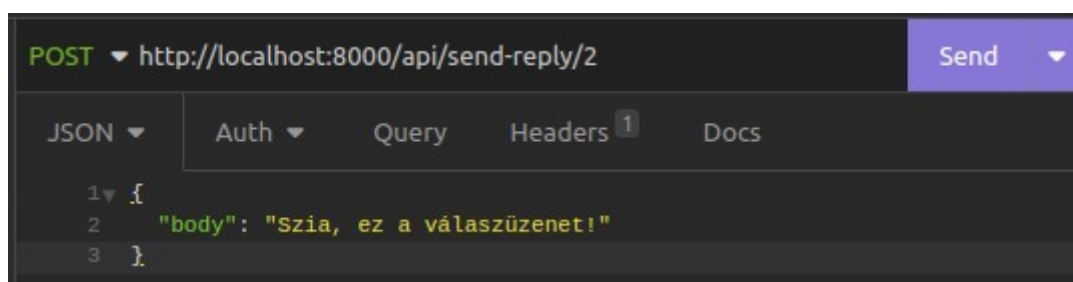 POST http://localhost:8000/api/send-reply/2 Send
JSON Auth Query Headers 1 Docs
1 {
2 "body": "Szia, ez a válaszüzenet!"
3 }